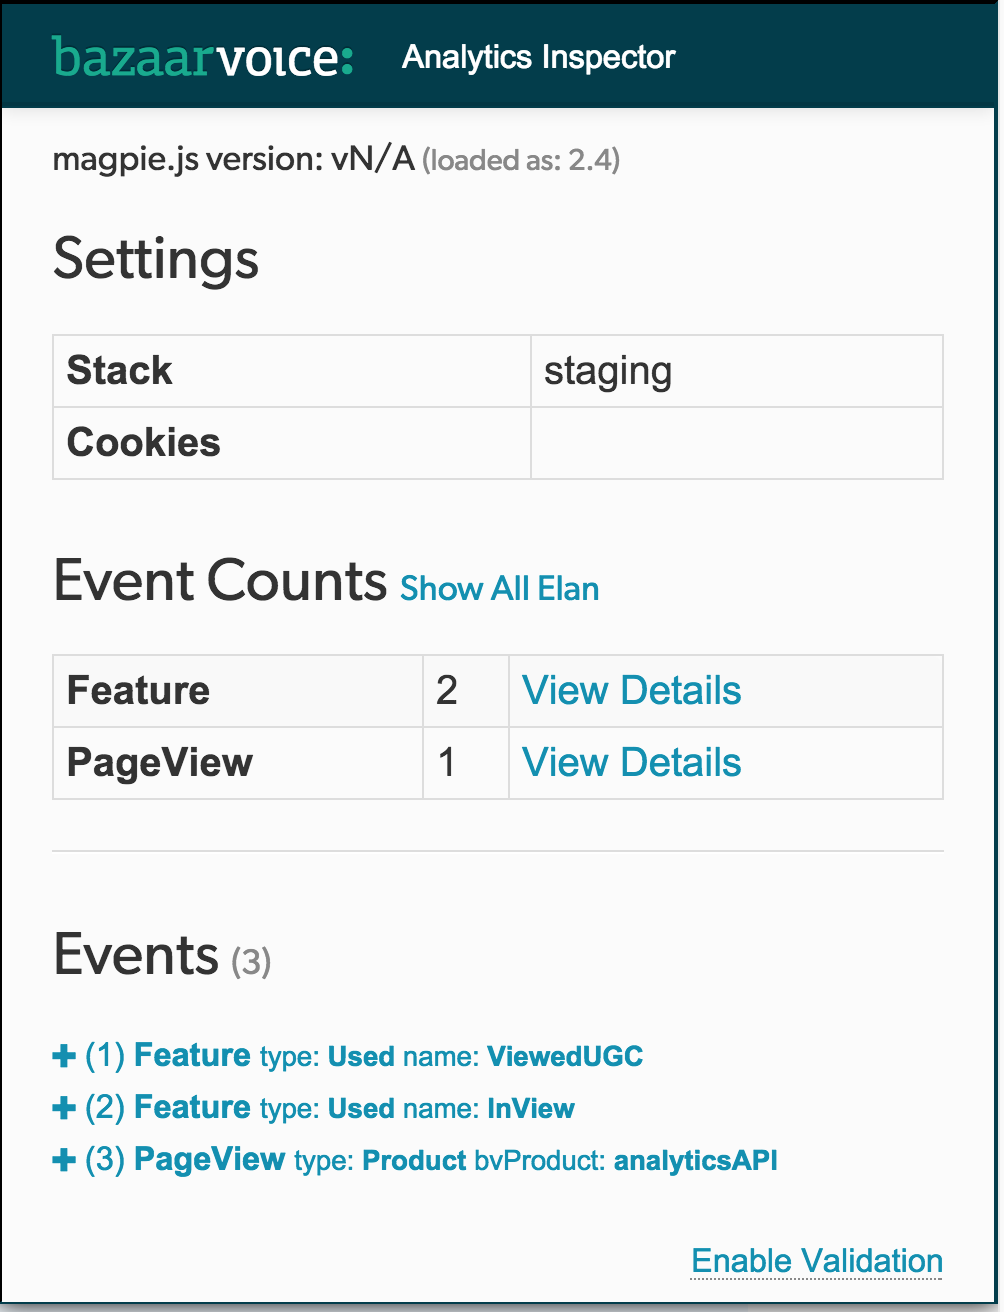 bazaarvoice: Analytics Inspector
magpie.js version: vN/A (loaded as: 2.4)
Settings
Stack staging
Cookies
Event Counts Show All Elan
Feature 2 View Details
PageView 1 View Details
Events (3)
+ (1) Feature type: Used name: ViewedUGC
+ (2) Feature type: Used name: InView
+ (3) PageView type: Product bvProduct: analyticsAPI
Enable Validation